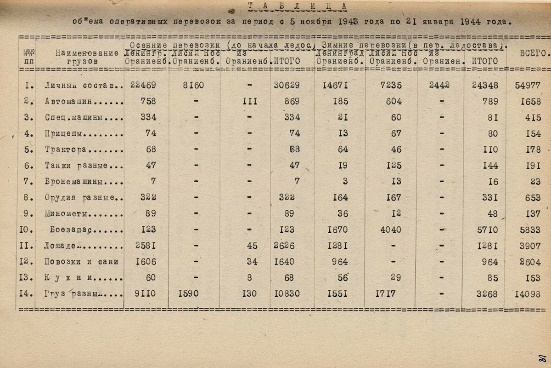 Т А Б Л И Ц А
об"ема оперативных перевозок за период с 5 ноября 1943 года по 21 января 1944 года.
Осенние перевозки (до начала ледост.) Зимние перевозки(в пер. ледостава).
№№ пп Наименование грузов Ленингр. Ораниенб. Лисий Нос Ораниенб. Из Ораниенб. ИТОГО Ленинград Ораниенб. Лисий нос Ораниенб. из Ораниен. ИТОГО ВСЕГО.
1. Личный состав.. 22469 8160 - 30629 14671 7235 2442 24348 54977
2. Автомашин...... 758 - 111 869 185 604 - 789 1658
3. Спец.машины.... 334 - - 334 21 60 - 81 415
4. Прицепы........ 74 - - 74 13 67 - 80 154
5. Трактора....... 68 - - 68 64 46 - 110 178
6. Танки разные... 47 - - 47 19 125 - 144 191
7. Бронемашины.... 7 - - 7 3 13 - 16 23
8. Орудия разные.. 322 - - 322 164 167 - 331 653
9. Минометы....... 89 - - 89 36 12 - 48 137
10. Боезапас...... 123 - - 123 1670 4040 - 5710 5833
11. Лошадей....... 2581 - 45 2626 1281 - - 1281 3907
12. Повозки и сани 1606 - 34 1640 964 - - 964 2604
13. К у х н и..... 60 - 8 68 56 29 - 85 153
14. Груз разный... 9110 1590 130 10830 1551 1717 - 3268 14098